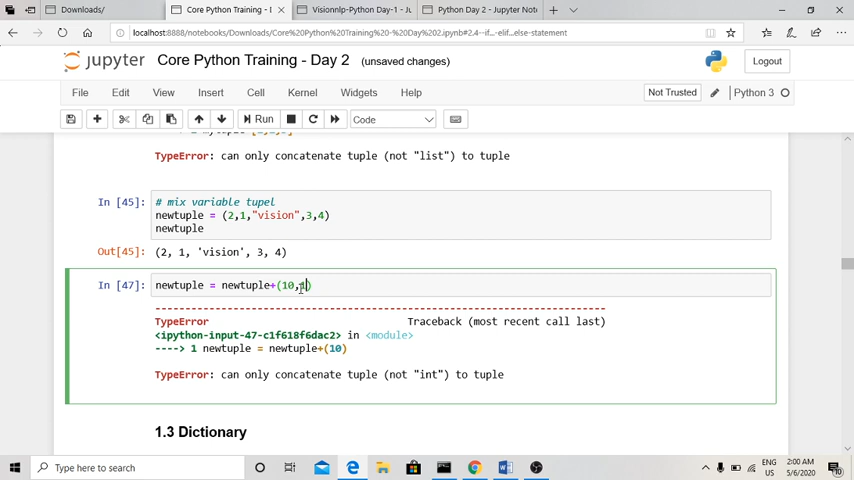 Downloads/
Core Python Training - D
Visionnlp-Python Day-1 - Ju
Python Day 2 - Jupyter Not
localhost:8888/notebooks/Downloads/Core%20Python%20Training%20-%20Day%202.ipynb#2.4--if...-elif...else-statement
jupyter Core Python Training - Day 2 (unsaved changes) Logout
File Edit View Insert Cell Kernel Widgets Help Not Trusted Python 3
Run Code
TypeError: can only concatenate tuple (not "list") to tuple
In [45]: # mix variable tupel
newtuple = (2,1,"vision",3,4)
newtuple
Out[45]: (2, 1, 'vision', 3, 4)
In [47]: newtuple = newtuple+(10,1)
TypeError Traceback (most recent call last)
<ipython-input-47-c1f618f6dac2> in <module>
----> 1 newtuple = newtuple+(10)
TypeError: can only concatenate tuple (not "int") to tuple
1.3 Dictionary
Type here to search
ENG
US
2:00 AM
5/6/2020
10